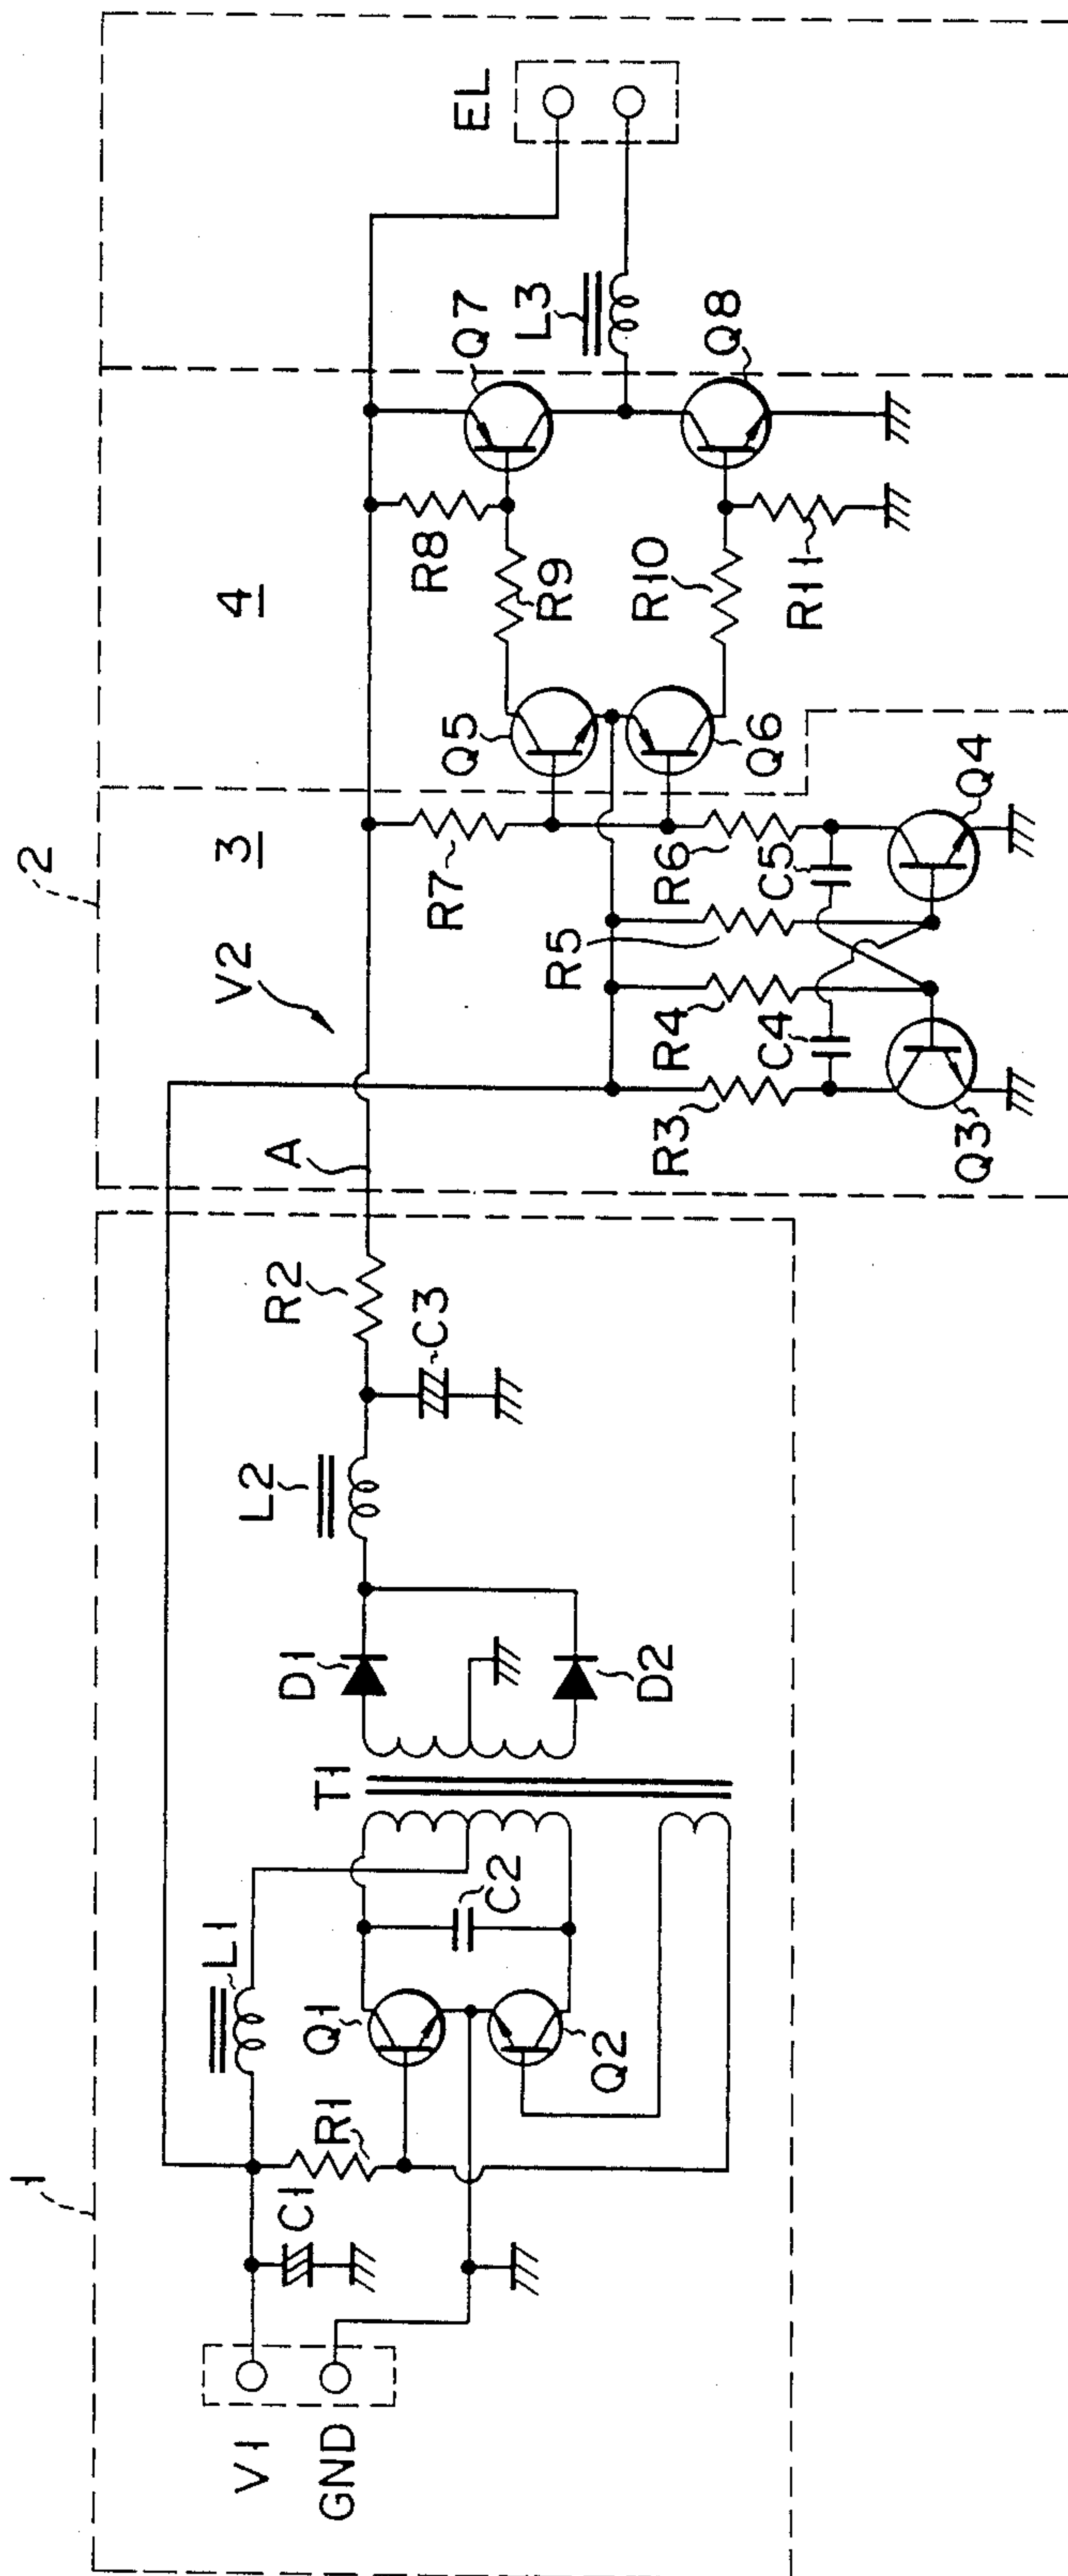 1
2
V1
GND
C1
R1
L1
Q1
Q2
C2
T1
D1
D2
L2
C3
R2
A
V2
3
4
R3
R4
R5
R6
R7
C4
C5
Q3
Q4
Q5
Q6
R8
R9
R10
R11
Q7
Q8
L3
EL